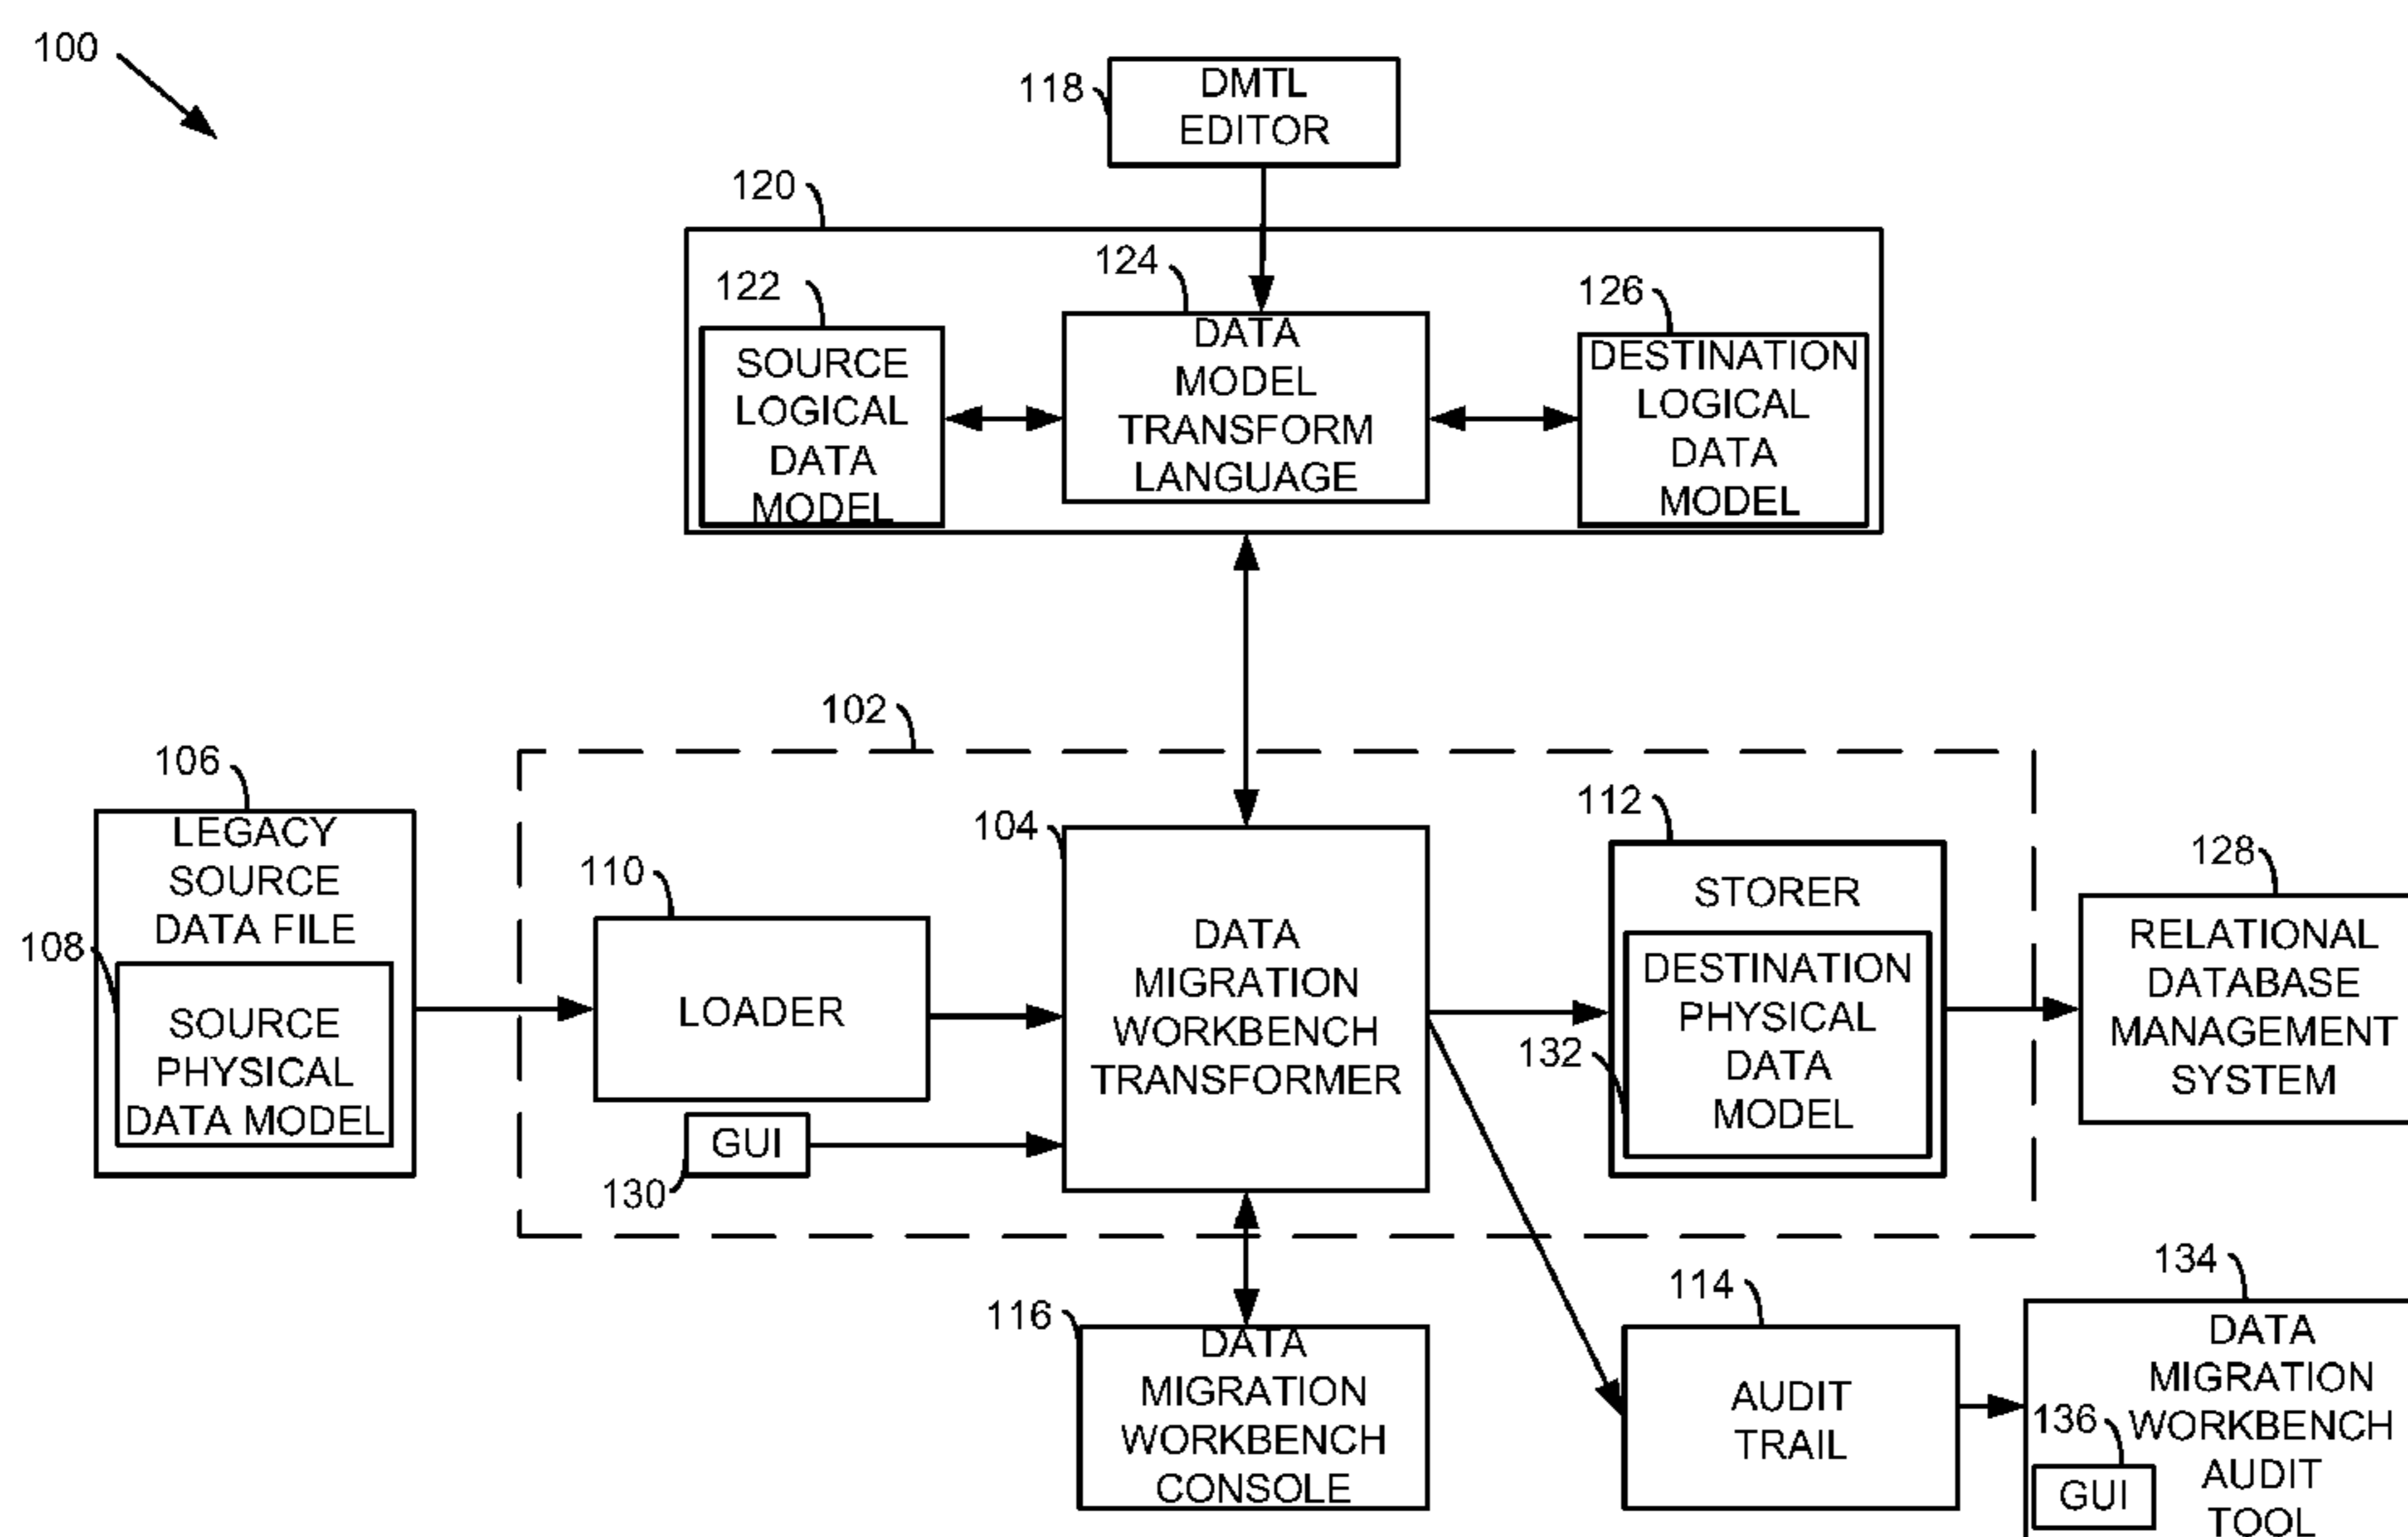 100
118
DMTL
EDITOR
120
122
124
126
SOURCE
LOGICAL
DATA
MODEL
DATA
MODEL
TRANSFORM
LANGUAGE
DESTINATION
LOGICAL
DATA
MODEL
102
106
LEGACY
SOURCE
DATA FILE
108
SOURCE
PHYSICAL
DATA MODEL
110
LOADER
GUI
130
104
DATA
MIGRATION
WORKBENCH
TRANSFORMER
112
STORER
DESTINATION
PHYSICAL
DATA
MODEL
132
128
RELATIONAL
DATABASE
MANAGEMENT
SYSTEM
116
DATA
MIGRATION
WORKBENCH
CONSOLE
114
AUDIT
TRAIL
134
DATA
MIGRATION
WORKBENCH
AUDIT
TOOL
136
GUI